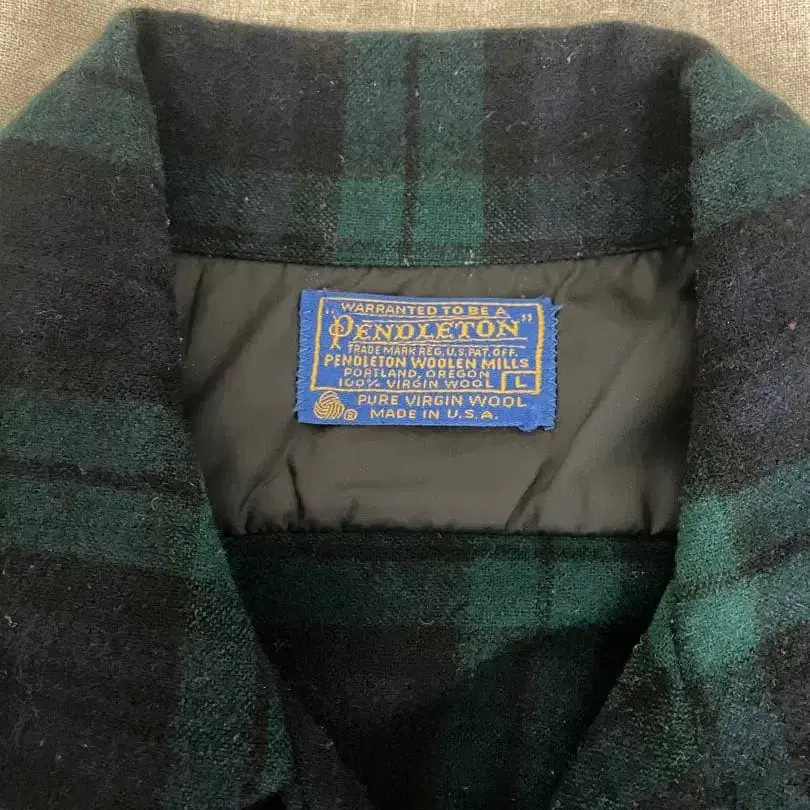 "WARRANTED TO BE A
PENDLETON"
TRADE MARK REG. U.S. PAT. OFF.
PENDLETON WOOLEN MILLS
PORTLAND, OREGON
100% VIRGIN WOOL L
® PURE VIRGIN WOOL
MADE IN U.S.A.